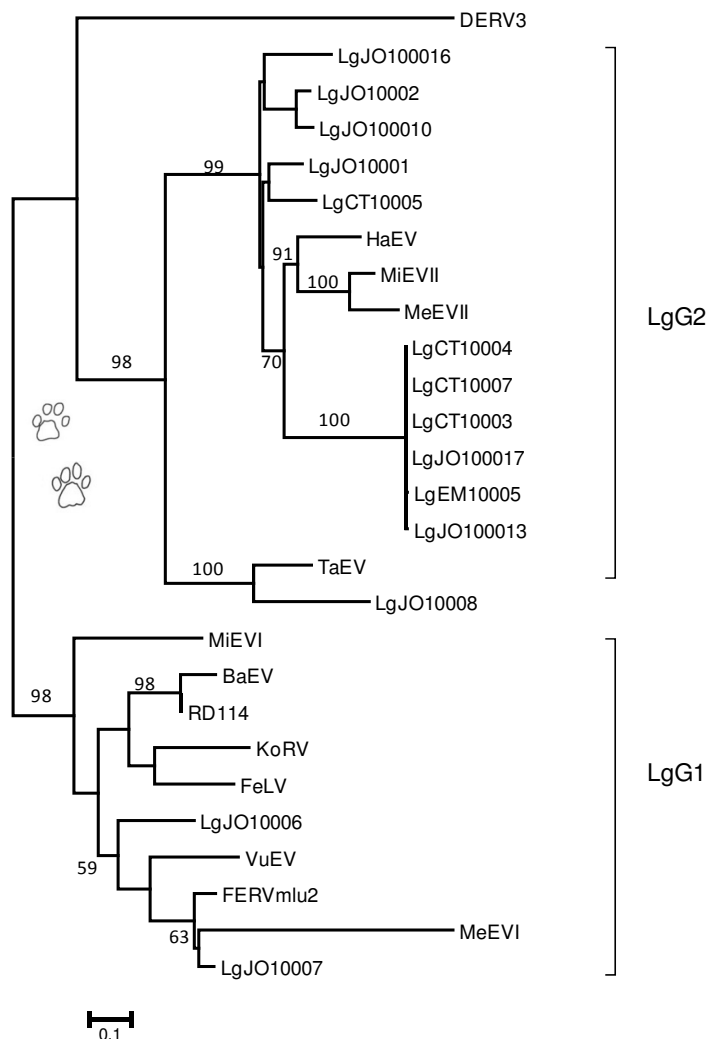 DERV3
LgJO100016
LgJO10002
LgJO100010
LgJO10001
99
LgCT10005
HaEV
91
MiEVII
100
MeEVII
LgG2
LgCT10004
98
70
LgCT10007
LgCT10003
100
LgJO100017
LgEM10005
LgJO100013
TaEV
100
LgJO10008
MiEVI
BaEV
98
98
RD114
KoRV
LgG1
FeLV
LgJO10006
VuEV
59
FERVmlu2
MeEVI
63
LgJO10007
0.1